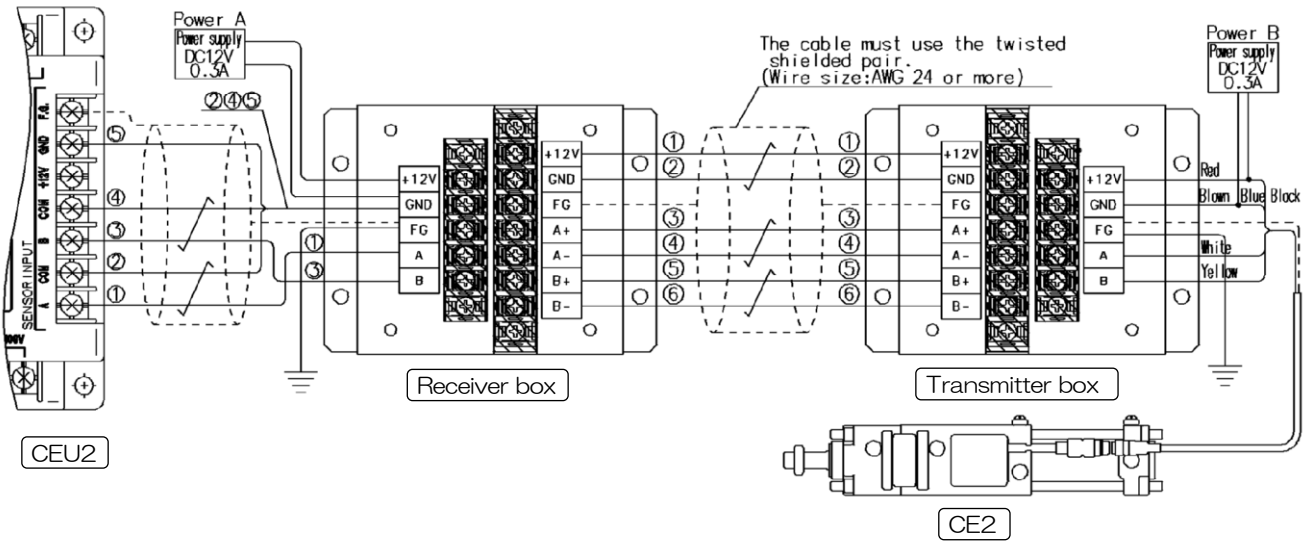 Power A
Power supply
DC12V
0.3A
②④⑤
F.G.
GND
+12V
COM
B
COM
A
SENSOR INPUT
⑤
④
③
②
①
①
③
+12V
GND
FG
A
B
+12V
GND
FG
A+
A-
B+
B-
Receiver box
CEU2
The cable must use the twisted
shielded pair.
(Wire size:AWG 24 or more)
①
②
③
④
⑤
⑥
①
②
③
④
⑤
⑥
+12V
GND
FG
A+
A-
B+
B-
+12V
GND
FG
A
B
Transmitter box
Power B
Power supply
DC12V
0.3A
Red
Blown Blue Black
White
Yellow
CE2